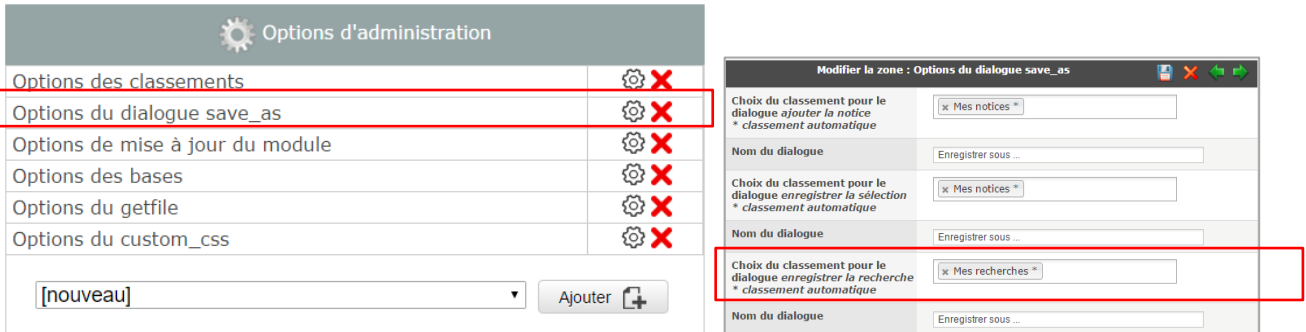 Options d'administration
Options des classements
Options du dialogue save_as
Options de mise à jour du module
Options des bases
Options du getfile
Options du custom_css
[nouveau]
Ajouter
Modifier la zone : Options du dialogue save_as
Choix du classement pour le
dialogue ajouter la notice
* classement automatique
x Mes notices *
Nom du dialogue
Enregistrer sous ...
Choix du classement pour le
dialogue enregistrer la sélection
* classement automatique
x Mes notices *
Nom du dialogue
Enregistrer sous ...
Choix du classement pour le
dialogue enregistrer la recherche
* classement automatique
x Mes recherches *
Nom du dialogue
Enregistrer sous ...